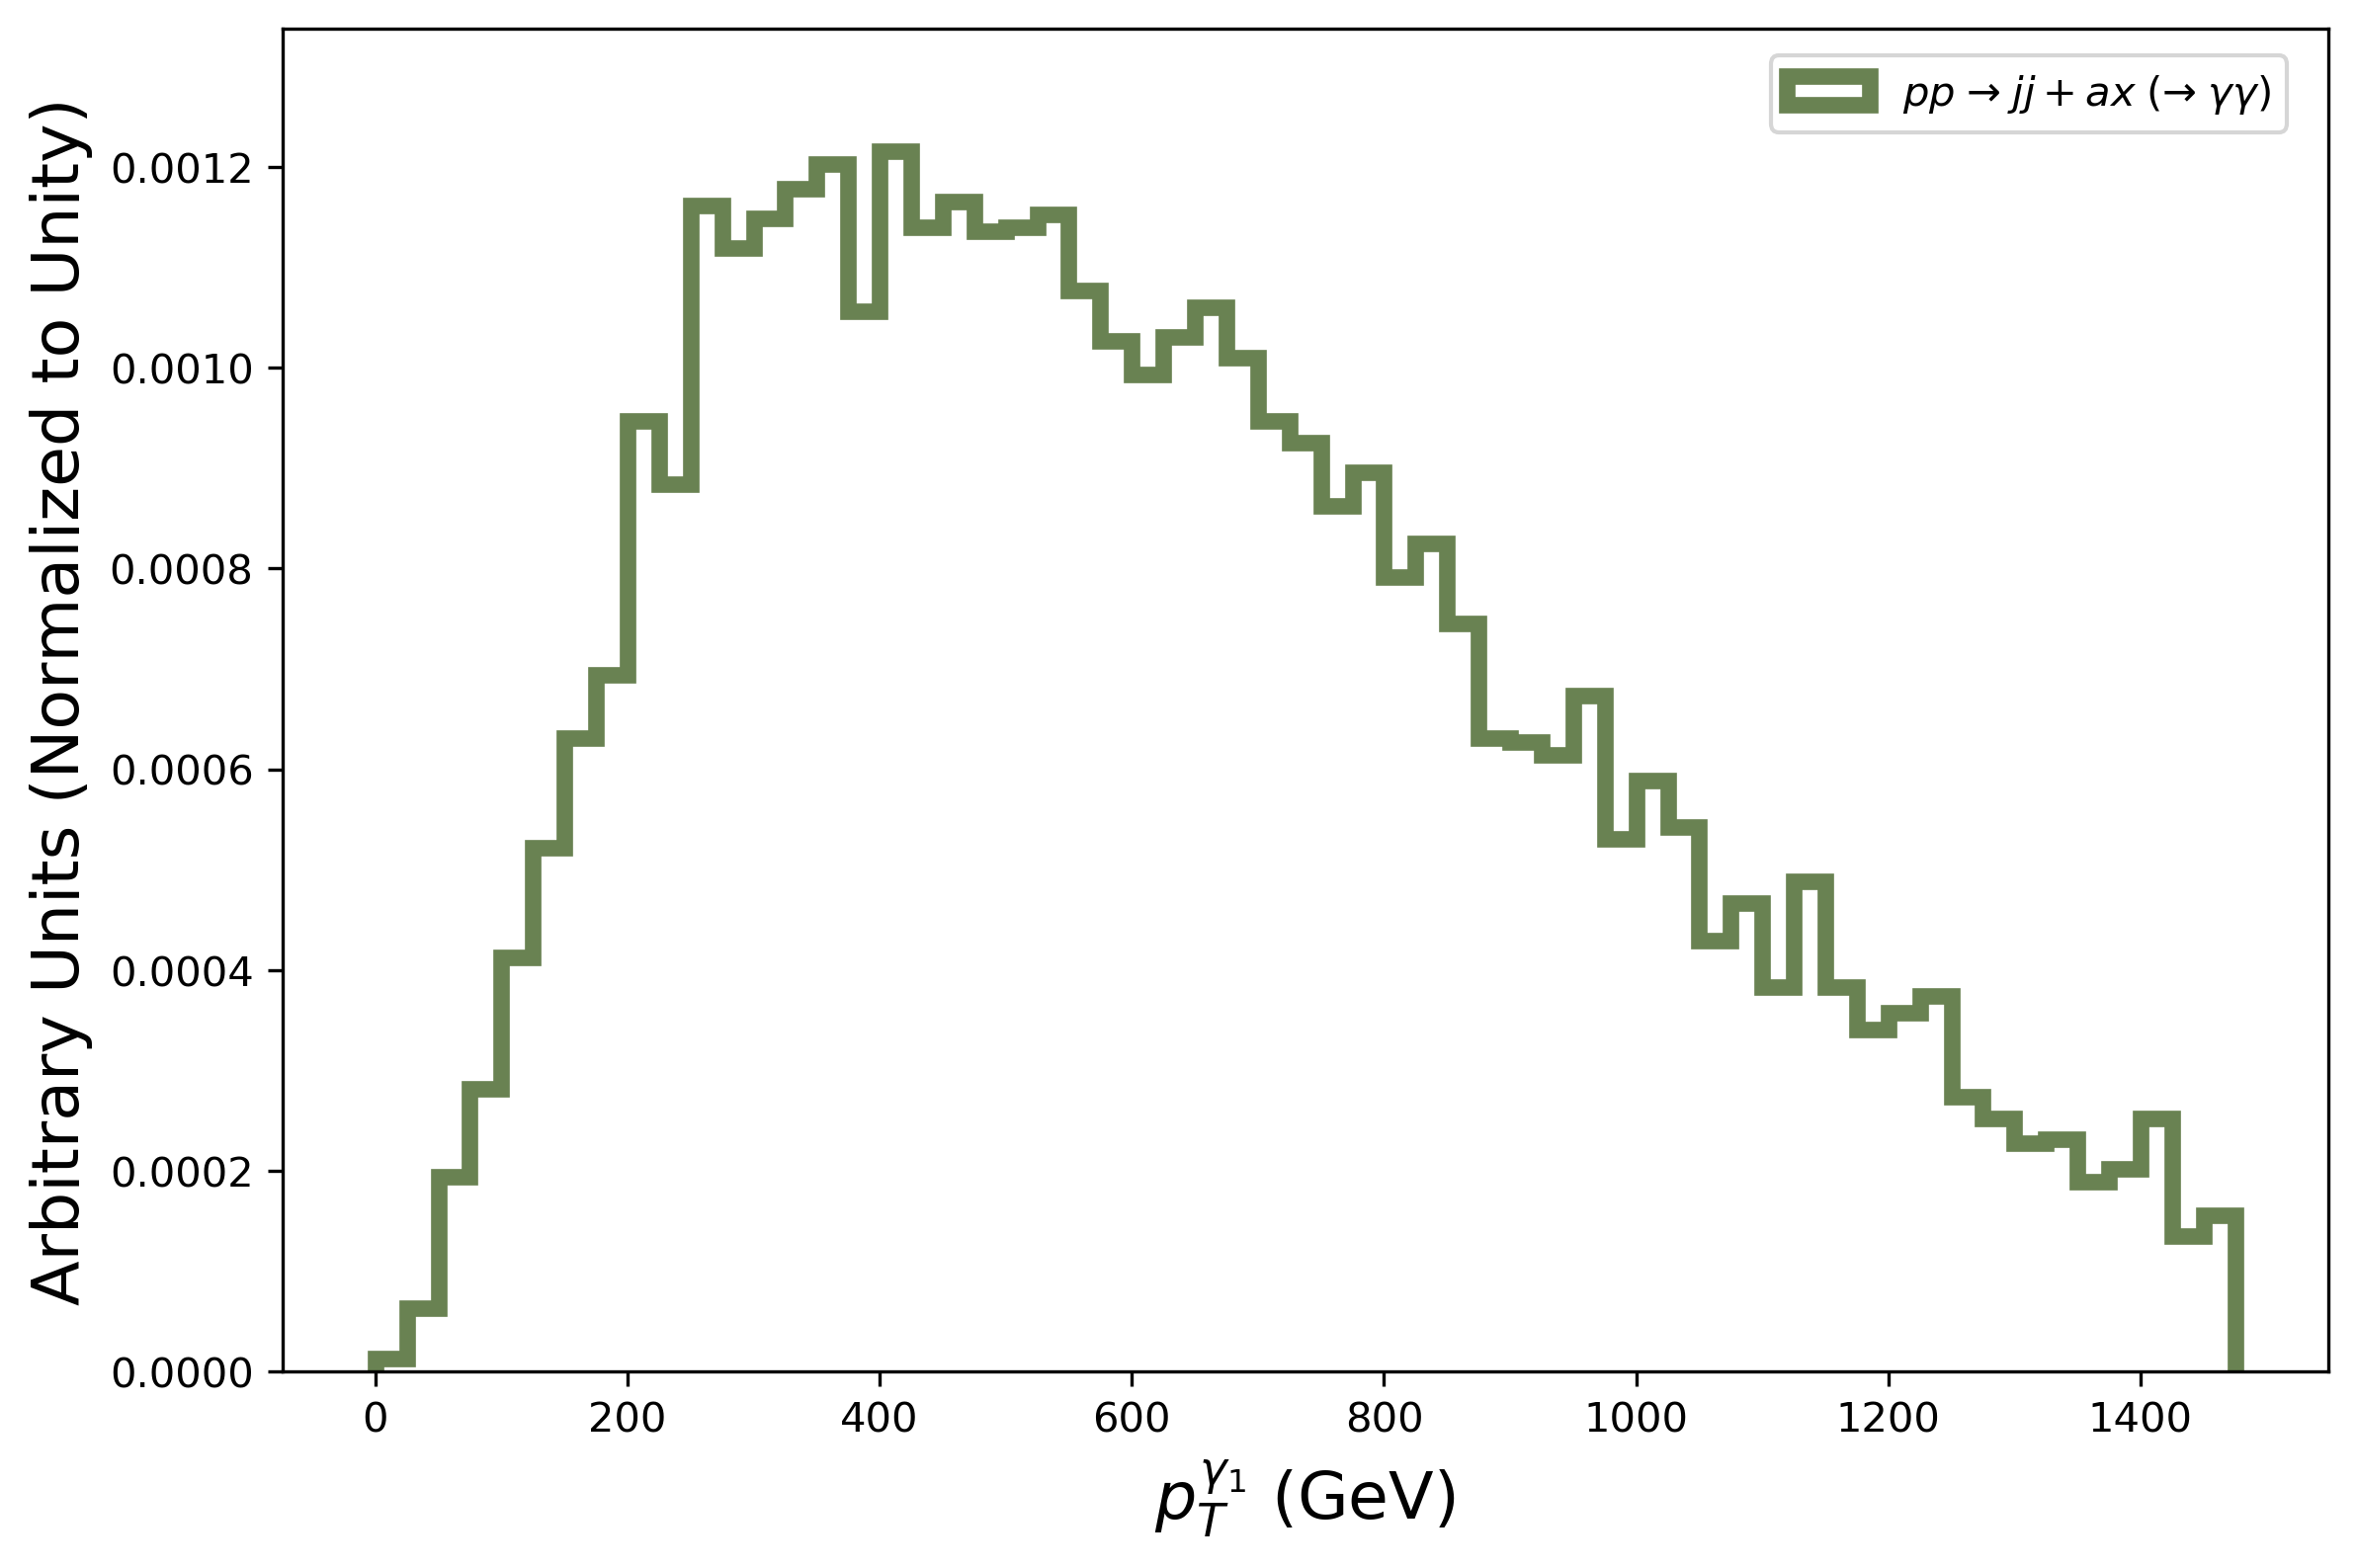 Arbitrary Units (Normalized to Unity)
0.0012
0.0010
0.0008
0.0006
0.0004
0.0002
0.0000
pp → jj + ax (→ γγ)
0 200 400 600 800 1000 1200 1400
p_T^{γ_1} (GeV)